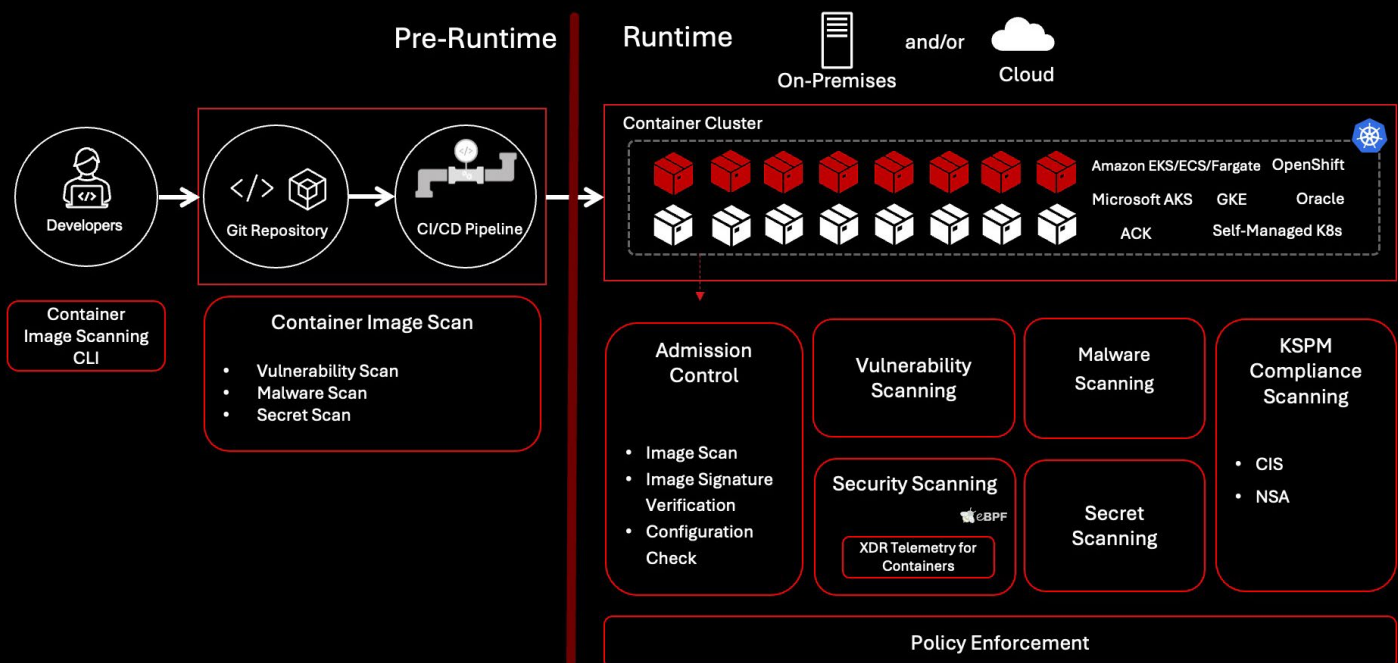 Pre-Runtime
Runtime
On-Premises
and/or
Cloud
Developers
</>
Git Repository
</>
CI/CD Pipeline
Container Cluster
Amazon EKS/ECS/Fargate
OpenShift
Microsoft AKS
GKE
Oracle
ACK
Self-Managed K8s
Container
Image Scanning
CLI
Container Image Scan
• Vulnerability Scan
• Malware Scan
• Secret Scan
Admission
Control
• Image Scan
• Image Signature
Verification
• Configuration
Check
Vulnerability
Scanning
Malware
Scanning
KSPM
Compliance
Scanning
• CIS
• NSA
Security Scanning
eBPF
XDR Telemetry for
Containers
Secret
Scanning
Policy Enforcement